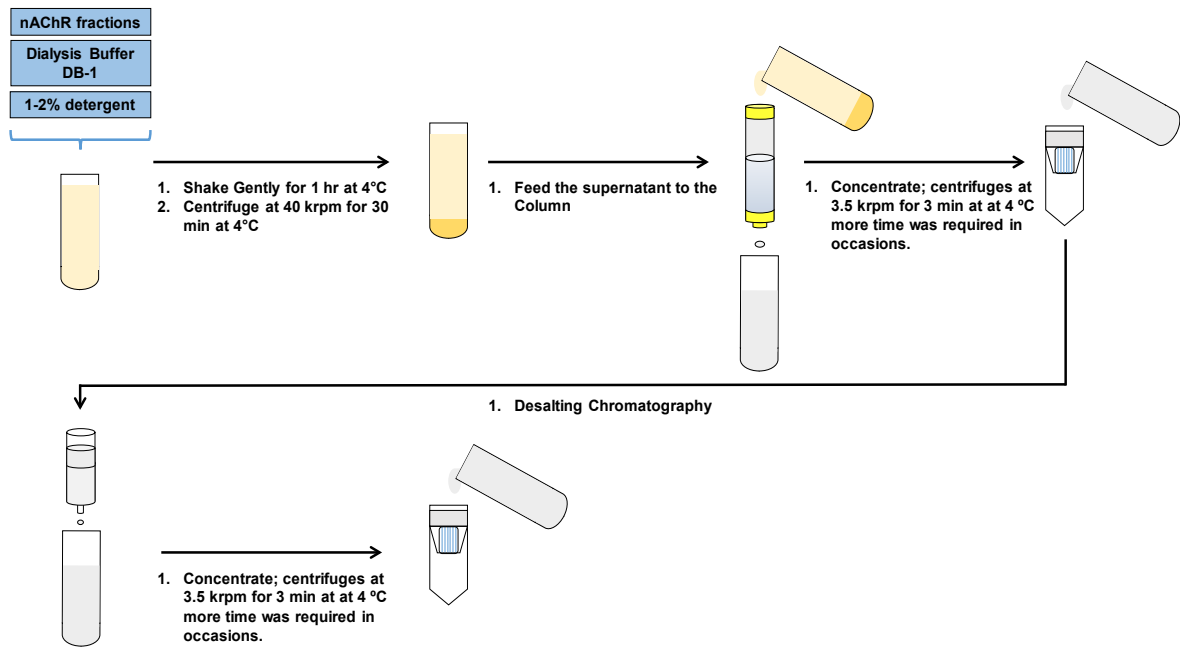 nAChR fractions
Dialysis Buffer
DB-1
1-2% detergent
1. Shake Gently for 1 hr at 4°C
2. Centrifuge at 40 krpm for 30
min at 4°C
1. Feed the supernatant to the
Column
1. Concentrate; centrifuges at
3.5 krpm for 3 min at at 4 ºC
more time was required in
occasions.
1. Desalting Chromatography
1. Concentrate; centrifuges at
3.5 krpm for 3 min at at 4 ºC
more time was required in
occasions.